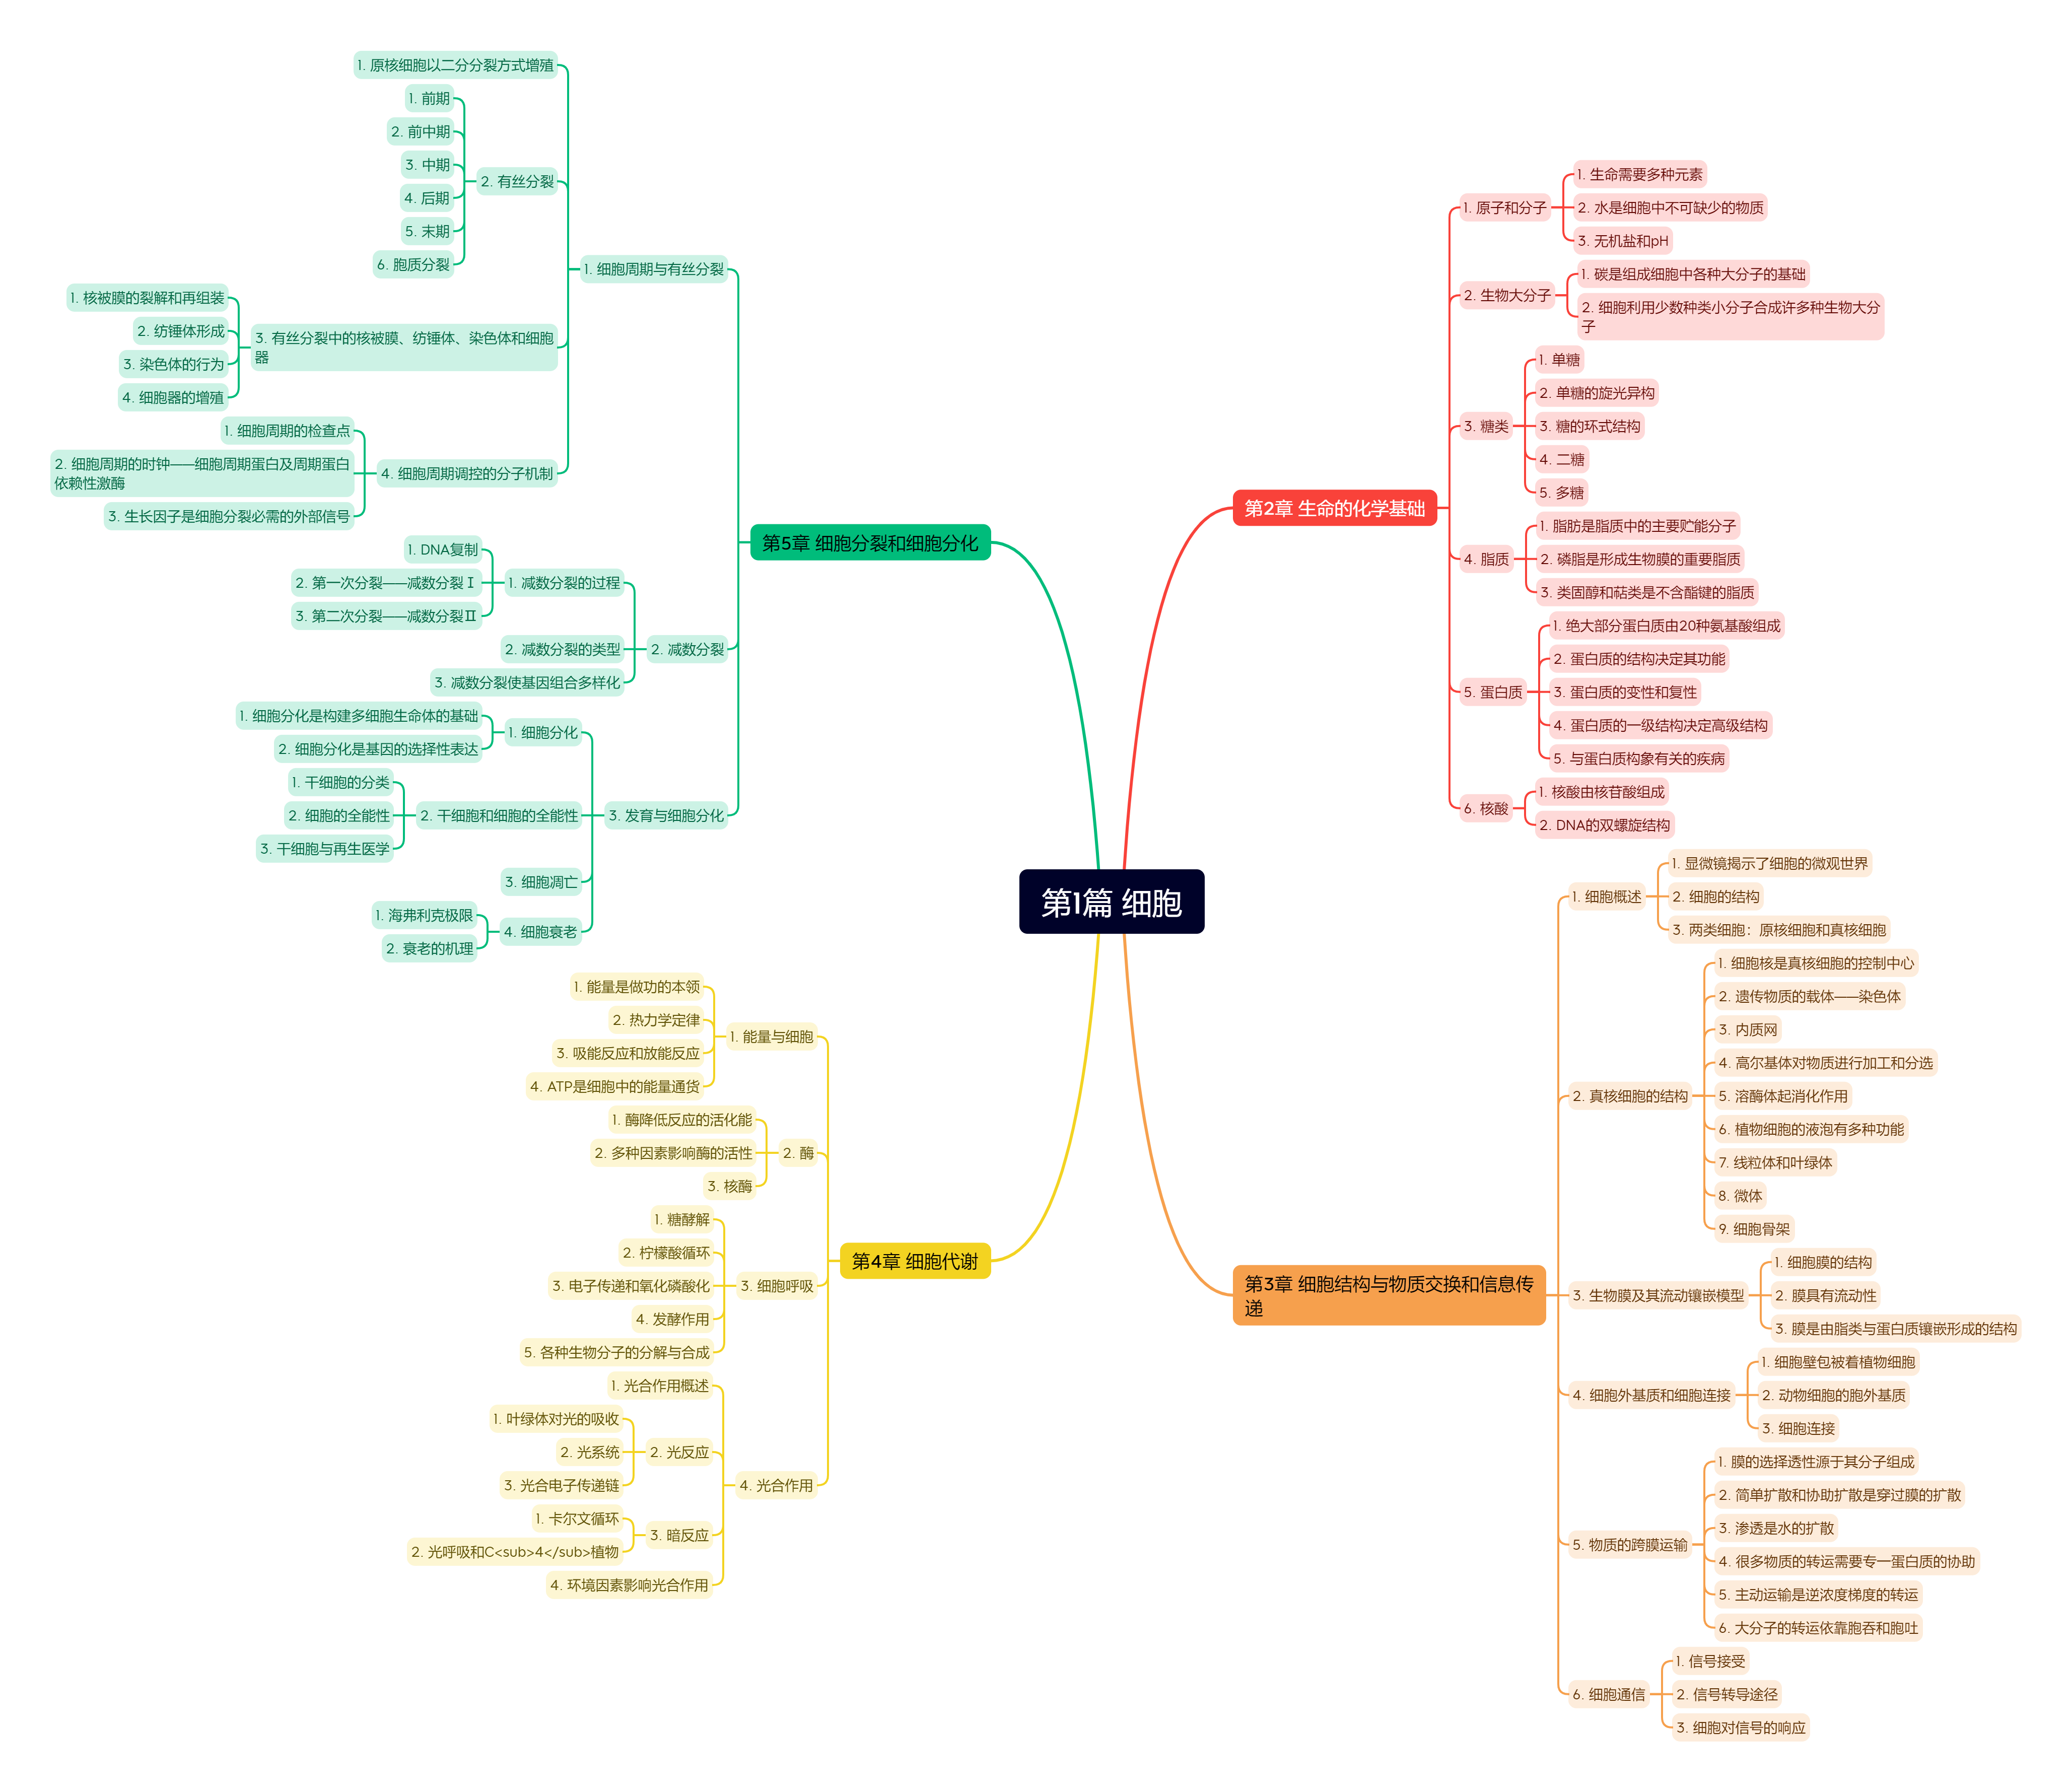 第1篇 细胞
第2章 生命的化学基础
1. 原子和分子
1. 生命需要多种元素
2. 水是细胞中不可缺少的物质
3. 无机盐和pH
2. 生物大分子
1. 碳是组成细胞中各种大分子的基础
2. 细胞利用少数种类小分子合成许多种生物大分
子
3. 糖类
1. 单糖
2. 单糖的旋光异构
3. 糖的环式结构
4. 二糖
5. 多糖
4. 脂质
1. 脂肪是脂质中的主要贮能分子
2. 磷脂是形成生物膜的重要脂质
3. 类固醇和萜类是不含酯键的脂质
5. 蛋白质
1. 绝大部分蛋白质由20种氨基酸组成
2. 蛋白质的结构决定其功能
3. 蛋白质的变性和复性
4. 蛋白质的一级结构决定高级结构
5. 与蛋白质构象有关的疾病
6. 核酸
1. 核酸由核苷酸组成
2. DNA的双螺旋结构
第3章 细胞结构与物质交换和信息传
递
1. 细胞概述
1. 显微镜揭示了细胞的微观世界
2. 细胞的结构
3. 两类细胞：原核细胞和真核细胞
2. 真核细胞的结构
1. 细胞核是真核细胞的控制中心
2. 遗传物质的载体——染色体
3. 内质网
4. 高尔基体对物质进行加工和分选
5. 溶酶体起消化作用
6. 植物细胞的液泡有多种功能
7. 线粒体和叶绿体
8. 微体
9. 细胞骨架
3. 生物膜及其流动镶嵌模型
1. 细胞膜的结构
2. 膜具有流动性
3. 膜是由脂类与蛋白质镶嵌形成的结构
4. 细胞外基质和细胞连接
1. 细胞壁包被着植物细胞
2. 动物细胞的胞外基质
3. 细胞连接
5. 物质的跨膜运输
1. 膜的选择透性源于其分子组成
2. 简单扩散和协助扩散是穿过膜的扩散
3. 渗透是水的扩散
4. 很多物质的转运需要专一蛋白质的协助
5. 主动运输是逆浓度梯度的转运
6. 大分子的转运依靠胞吞和胞吐
6. 细胞通信
1. 信号接受
2. 信号转导途径
3. 细胞对信号的响应
第4章 细胞代谢
1. 能量与细胞
1. 能量是做功的本领
2. 热力学定律
3. 吸能反应和放能反应
4. ATP是细胞中的能量通货
2. 酶
1. 酶降低反应的活化能
2. 多种因素影响酶的活性
3. 核酶
3. 细胞呼吸
1. 糖酵解
2. 柠檬酸循环
3. 电子传递和氧化磷酸化
4. 发酵作用
5. 各种生物分子的分解与合成
4. 光合作用
1. 光合作用概述
2. 光反应
1. 叶绿体对光的吸收
2. 光系统
3. 光合电子传递链
3. 暗反应
1. 卡尔文循环
2. 光呼吸和C<sub>4</sub>植物
4. 环境因素影响光合作用
第5章 细胞分裂和细胞分化
1. 细胞周期与有丝分裂
1. 原核细胞以二分分裂方式增殖
2. 有丝分裂
1. 前期
2. 前中期
3. 中期
4. 后期
5. 末期
6. 胞质分裂
3. 有丝分裂中的核被膜、纺锤体、染色体和细胞
器
1. 核被膜的裂解和再组装
2. 纺锤体形成
3. 染色体的行为
4. 细胞器的增殖
4. 细胞周期调控的分子机制
1. 细胞周期的检查点
2. 细胞周期的时钟——细胞周期蛋白及周期蛋白
依赖性激酶
3. 生长因子是细胞分裂必需的外部信号
2. 减数分裂
1. 减数分裂的过程
1. DNA复制
2. 第一次分裂——减数分裂Ⅰ
3. 第二次分裂——减数分裂Ⅱ
2. 减数分裂的类型
3. 减数分裂使基因组合多样化
3. 发育与细胞分化
1. 细胞分化
1. 细胞分化是构建多细胞生命体的基础
2. 细胞分化是基因的选择性表达
2. 干细胞和细胞的全能性
1. 干细胞的分类
2. 细胞的全能性
3. 干细胞与再生医学
3. 细胞凋亡
4. 细胞衰老
1. 海弗利克极限
2. 衰老的机理